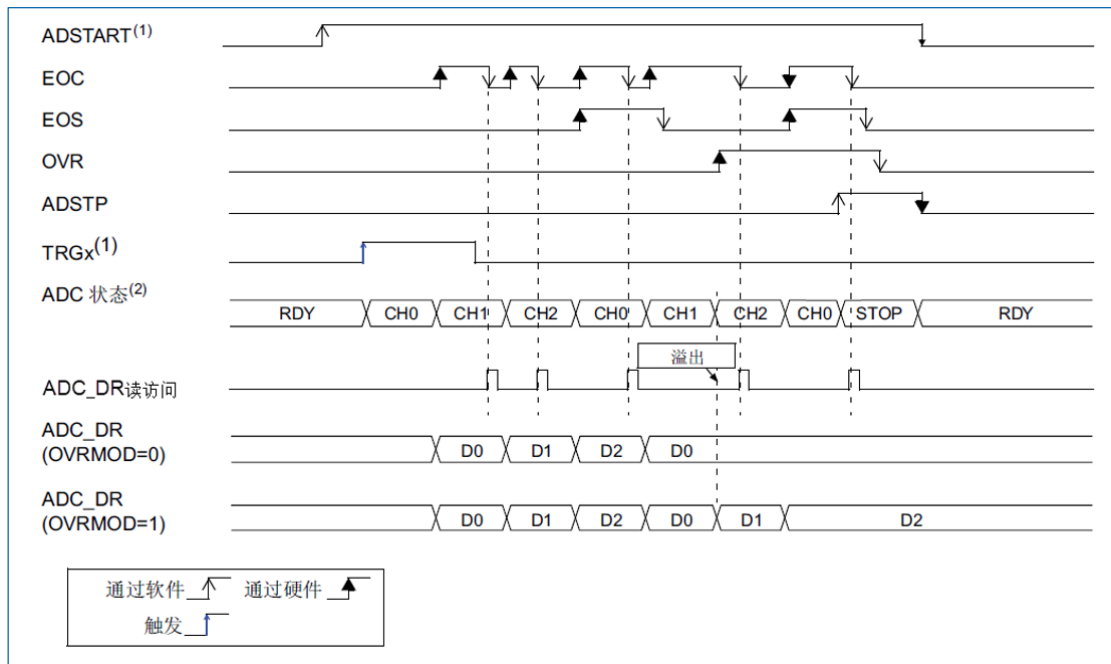 ADSTART(1)
EOC
EOS
OVR
ADSTP
TRGx(1)
ADC 状态(2)
RDY CH0 CH1 CH2 CH0 CH1 CH2 CH0 STOP RDY
溢出
ADC_DR读访问
ADC_DR
(OVRMOD=0)
D0 D1 D2 D0
ADC_DR
(OVRMOD=1)
D0 D1 D2 D0 D1 D2
通过软件 通过硬件
触发